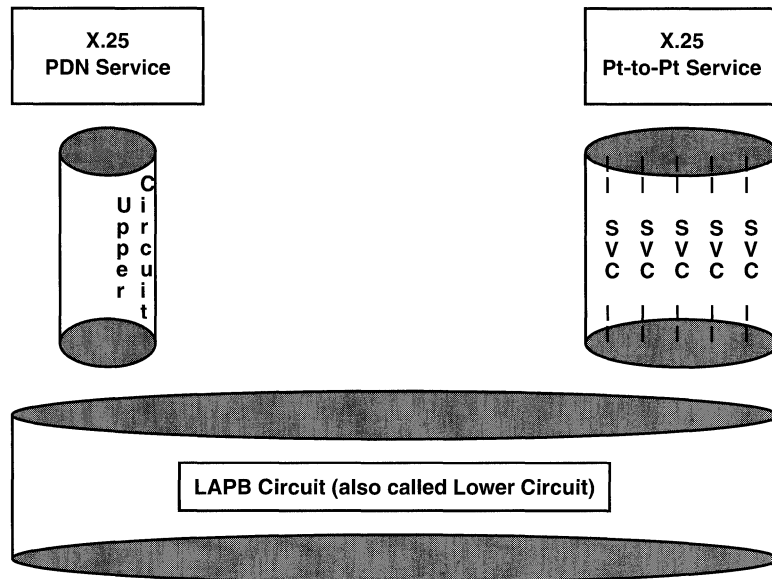 X.25
PDN Service
X.25
Pt-to-Pt Service
Upper
Circuit
SVC
SVC
SVC
SVC
SVC
LAPB Circuit (also called Lower Circuit)